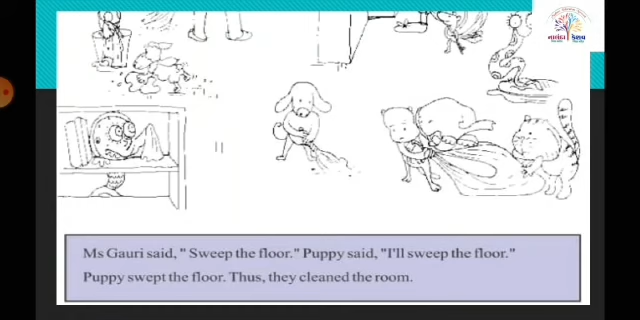 Ms Gauri said, " Sweep the floor." Puppy said, "I'll sweep the floor."
Puppy swept the floor. Thus, they cleaned the room.